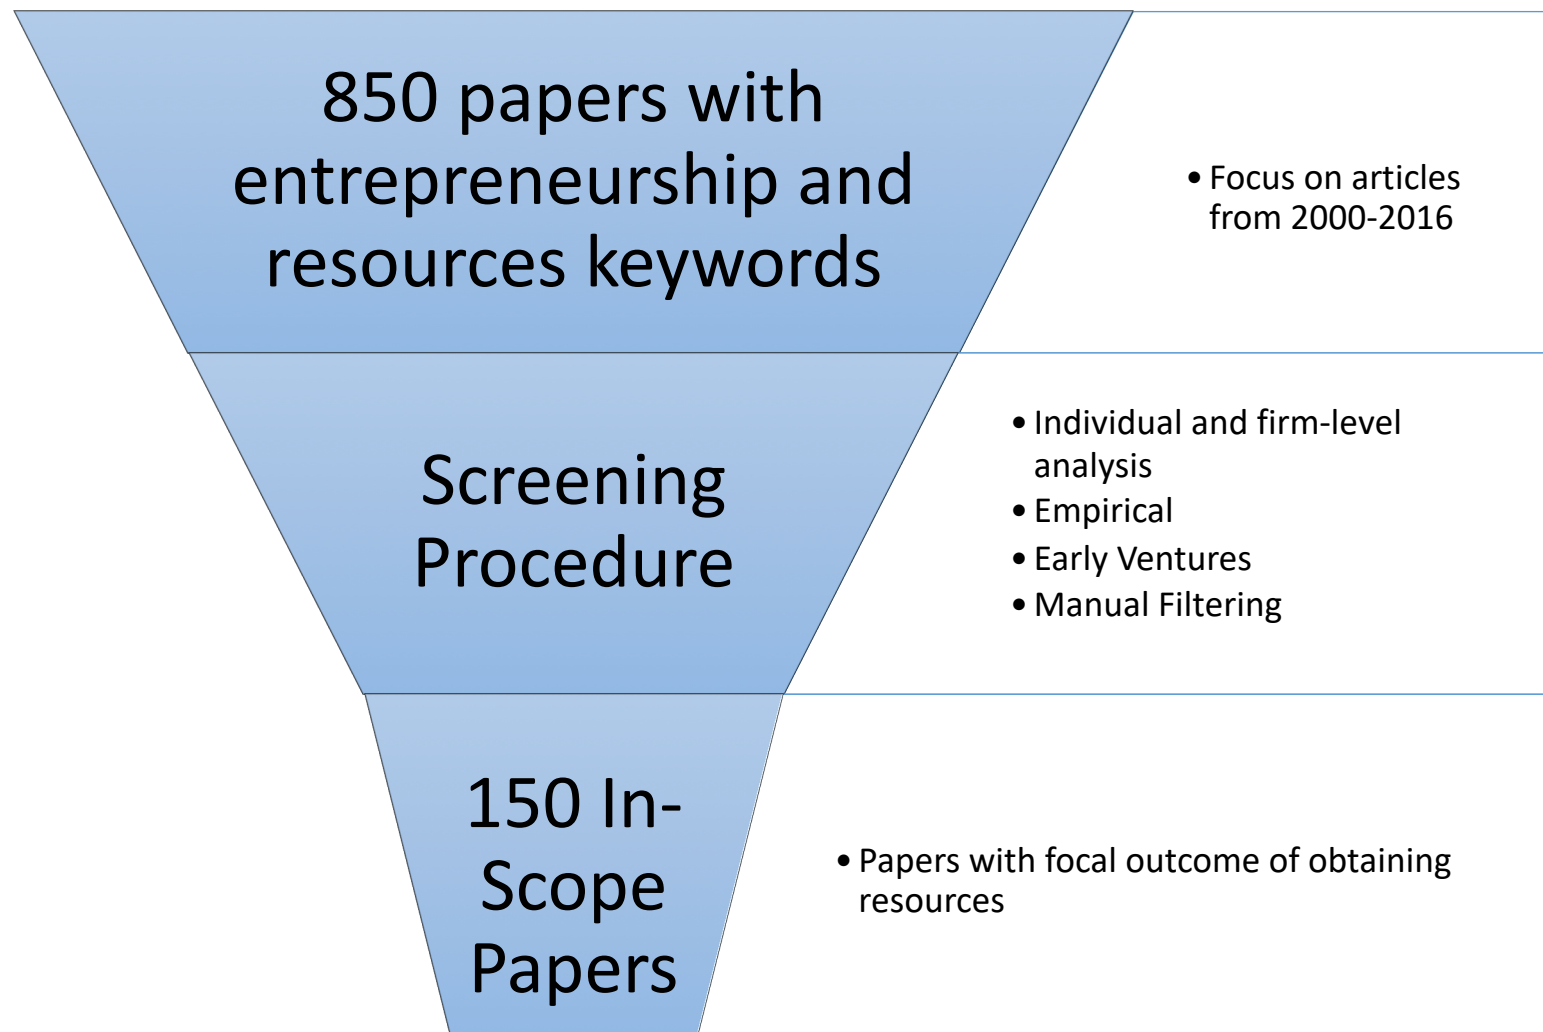 850 papers with
entrepreneurship and
resources keywords
• Focus on articles
from 2000-2016
Screening
Procedure
• Individual and firm-level
analysis
• Empirical
• Early Ventures
• Manual Filtering
150 In-
Scope
Papers
• Papers with focal outcome of obtaining
resources